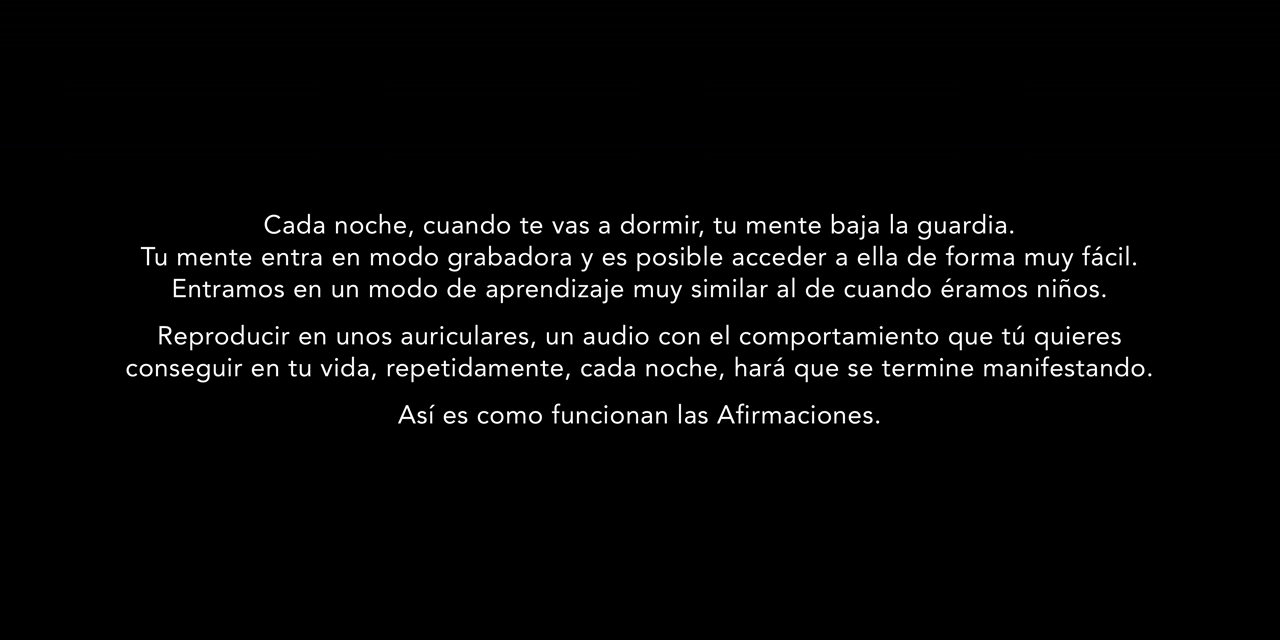 Cada noche, cuando te vas a dormir, tu mente baja la guardia.
Tu mente entra en modo grabadora y es posible acceder a ella de forma muy fácil.
Entramos en un modo de aprendizaje muy similar al de cuando éramos niños.
Reproducir en unos auriculares, un audio con el comportamiento que tú quieres
conseguir en tu vida, repetidamente, cada noche, hará que se termine manifestando.
Así es como funcionan las Afirmaciones.